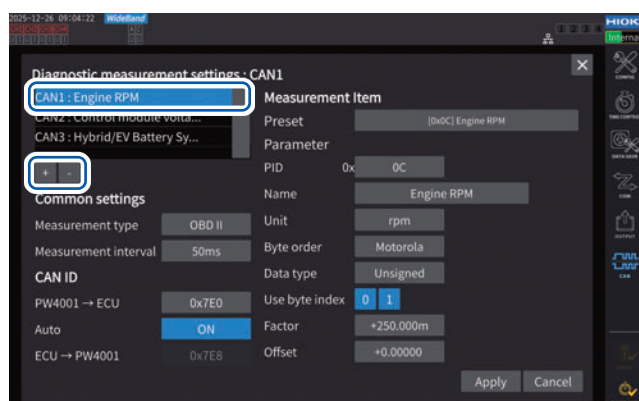 2025-12-26 09:04:22 WideBand
HIOK
Interna
Diagnostic measurement settings : CAN1
CAN1 : Engine RPM
CAN2 : Control module volta...
CAN3 : Hybrid/EV Battery Sy...
+ -
Common settings
Measurement type OBD II
Measurement interval 50ms
CAN ID
PW4001 → ECU 0x7E0
Auto ON
ECU → PW4001 0x7E8
Measurement Item
Preset [0x0C] Engine RPM
Parameter
PID 0x 0C
Name Engine RPM
Unit rpm
Byte order Motorola
Data type Unsigned
Use byte index 0 1
Factor +250.000m
Offset +0.00000
Apply Cancel
CONFIG
TIME CONTROL
DATA SAVE
COM
OUTPUT
CAN